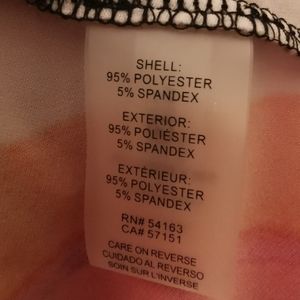 SHELL:
95% POLYESTER
5% SPANDEX
EXTERIOR:
95% POLIÉSTER
5% SPANDEX
EXTÉRIEUR:
95% POLYESTER
5% SPANDEX
RN# 54163
CA# 57151
CARE ON REVERSE
CUIDADO AL REVERSO
SOIN SUR L'INVERSE